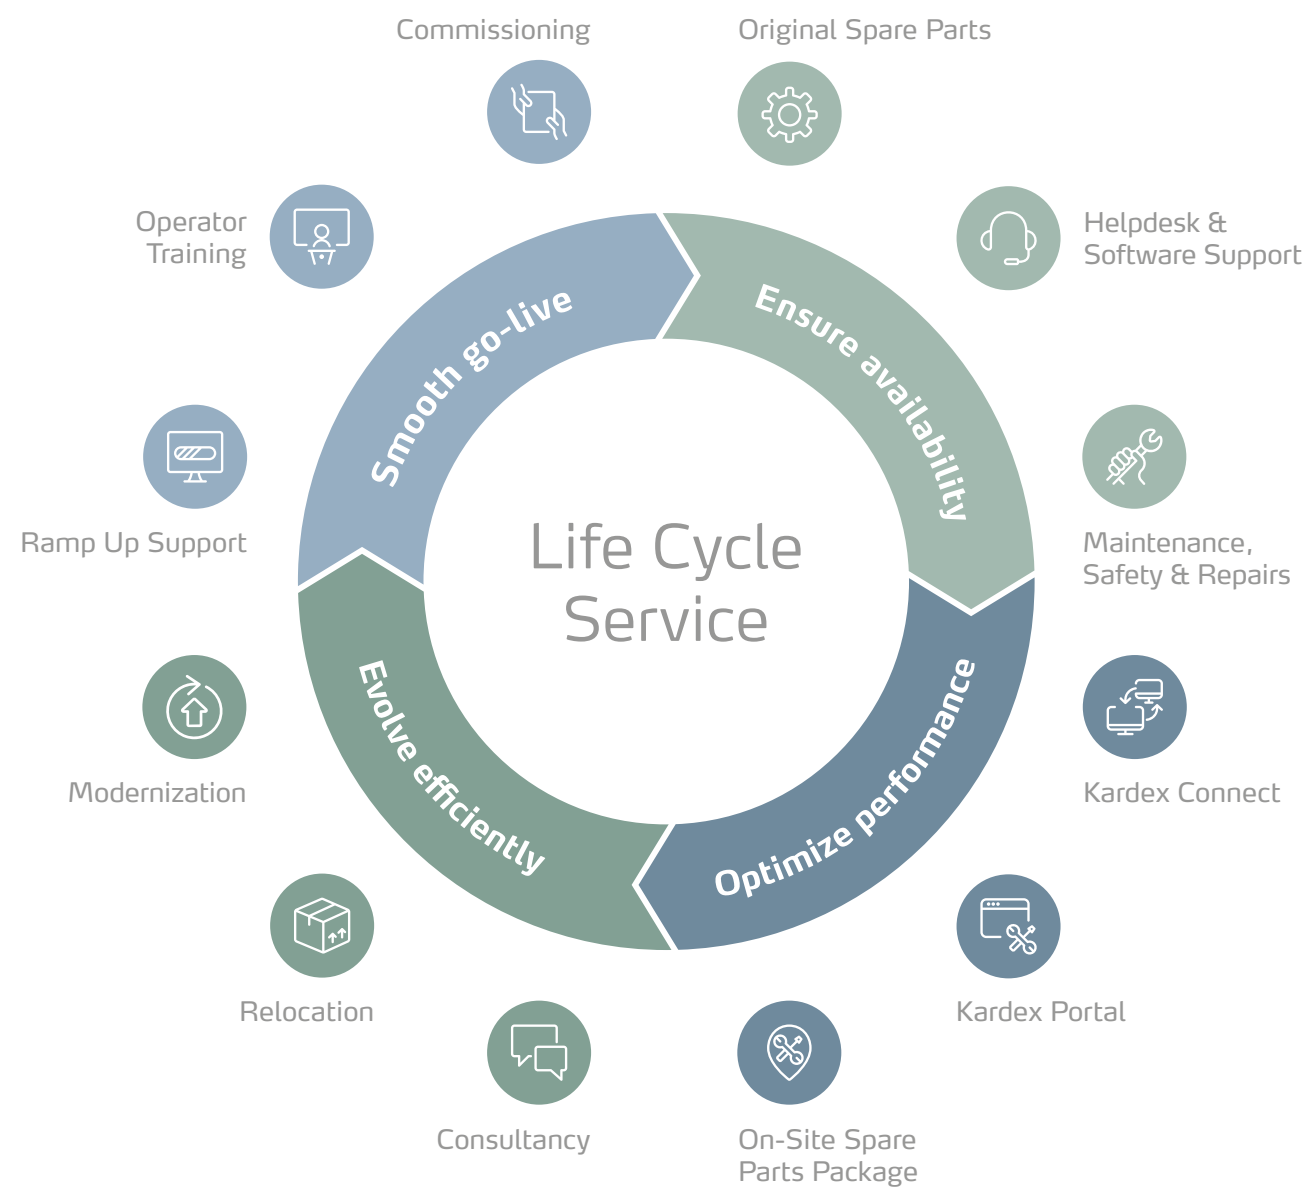 Commissioning
Original Spare Parts
Operator
Training
Helpdesk &
Software Support
Smooth go-live
Ensure availability
Ramp Up Support
Maintenance,
Safety & Repairs
Life Cycle
Service
Evolve efficiently
Optimize performance
Modernization
Kardex Connect
Relocation
Kardex Portal
Consultancy
On-Site Spare
Parts Package